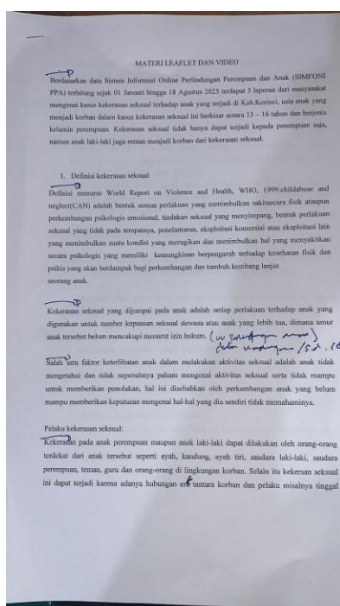 MATERI LEAFLET DAN VIDEO
Berdasarkan data Sistem Informasi Online Perlindungan Perempuan dan Anak (SIMFONI
PPA) terhitung sejak 01 Januari hingga 18 Agustus 2025 terdapat 5 laporan dari masyarakat
mengenai kasus kekerasan seksual terhadap anak yang terjadi di Kab.Kerinci, usia anak yang
menjadi korban dalam kasus kekerasan seksual ini berkisar antara 13 – 16 tahun dan berjenis
kelamin perempuan. Kekerasan seksual tidak hanya dapat terjadi kepada perempuan saja,
namun anak laki-laki juga rentan menjadi korban dari kekerasan seksual.
1. Definisi kekerasan seksual
Definisi menurut World Report on Violence and Health, WHO, 1999:childabuse and
neglect(CAN) adalah bentuk semua perlakuan yang menimbulkan sakitsecara fisik ataupun
perkembangan psikologis emosional, tindakan seksual yang menyimpang, bentuk perlakuan
seksual yang tidak pada tempatnya, penelantaran, eksploitasi komersial atau eksploitasi lain
yang menimbulkan suatu kondisi yang merugikan dan menimbulkan hal yang menyakitkan
secara psikologis yang memiliki kemungkinan berpengaruh terhadap kesehatan fisik dan
psikis yang akan berdampak bagi perkembangan dan tumbuh kembang lanjut
seorang anak.
Kekerasan seksual yang dijumpai pada anak adalah setiap perlakuan terhadap anak yang
digunakan untuk sumber kepuasan seksual dewasa atau anak yang lebih tua, dimana umur
anak tersebut belum mencukupi menurut izin hukum.
Salah satu faktor keterlibatan anak dalam melakukan aktivitas seksual adalah anak tidak
mengetahui dan tidak sepenuhnya paham mengenai aktivitas seksual serta tidak mampu
untuk memberikan penolakan, hal ini disebabkan oleh perkembangan anak yang belum
mampu memberikan keputusan mengenai hal-hal yang dia sendiri tidak memahaminya.
Pelaku kekerasan seksual:
Kekerasan pada anak perempuan maupun anak laki-laki dapat dilakukan oleh orang-orang
terdekat dari anak tersebut seperti ayah, kandung, ayah tiri, saudara laki-laki, saudara
perempuan, teman, guru dan orang-orang di lingkungan korban. Selain itu kekerasan seksual
ini dapat terjadi karena adanya hubungan erat antara korban dan pelaku misalnya tinggal